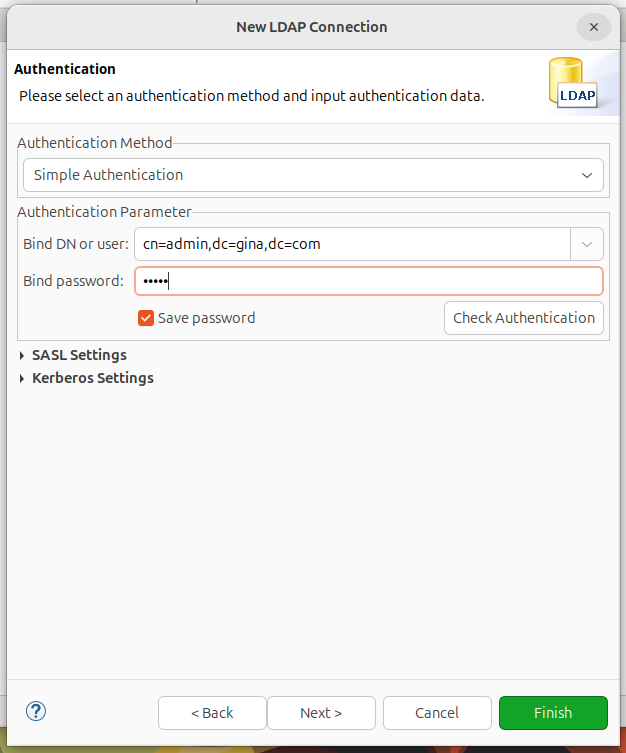 New LDAP Connection
Authentication
Please select an authentication method and input authentication data.
LDAP
Authentication Method
Simple Authentication
Authentication Parameter
Bind DN or user: cn=admin,dc=gina,dc=com
Bind password: •••••
Save password Check Authentication
SASL Settings
Kerberos Settings
? < Back Next > Cancel Finish